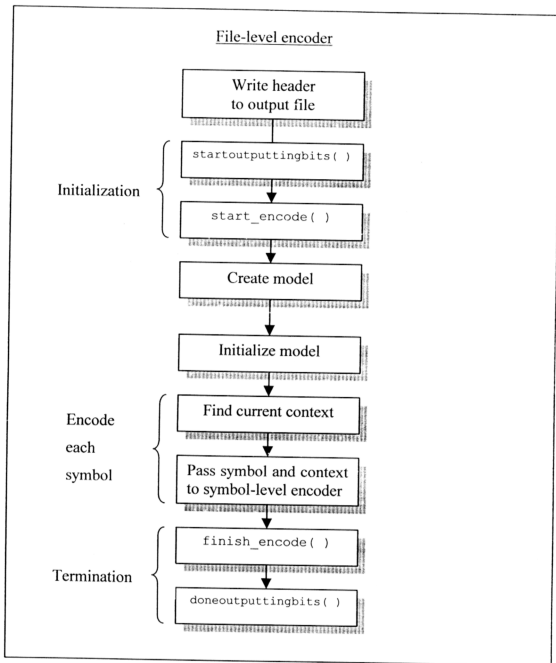 File-level encoder
Write header
to output file
startoutputtingbits( )
Initialization
start_encode( )
Create model
Initialize model
Encode
each
symbol
Find current context
Pass symbol and context
to symbol-level encoder
finish_encode( )
Termination
doneoutputtingbits( )